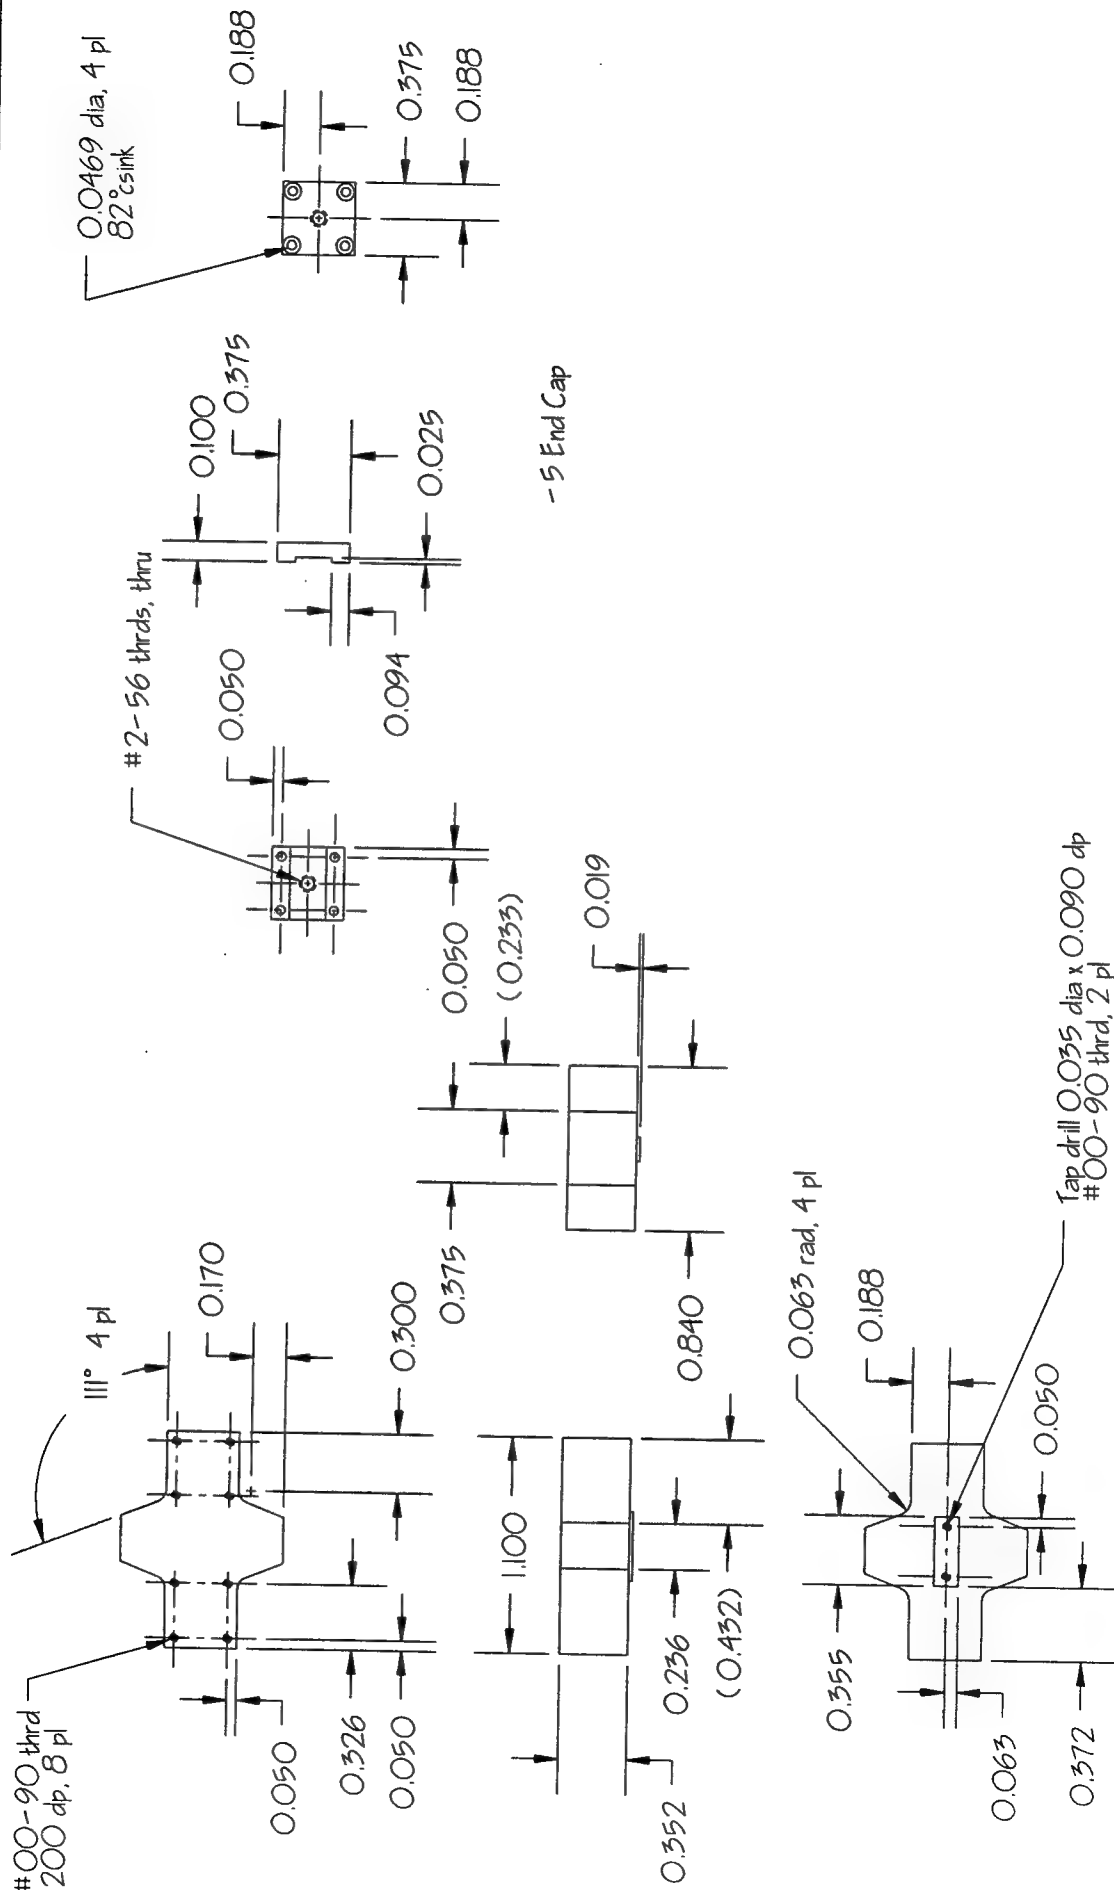 #00-90 thrd
200 dp, 8 pl
0.050
0.326
0.050
111° 4 pl
0.170
0.300
#2-56 thrds, thru
0.050
0.050
0.100
0.375
0.094
0.025
0.0469 dia, 4 pl
82° csink
0.188
0.375
0.188
-5 End Cap
0.352
1.100
0.236
(0.432)
0.375
(0.233)
0.019
0.840
0.355
0.063
0.372
0.063 rad, 4 pl
0.188
0.050
Tap drill 0.035 dia x 0.090 dp
#00-90 thrd, 2 pl